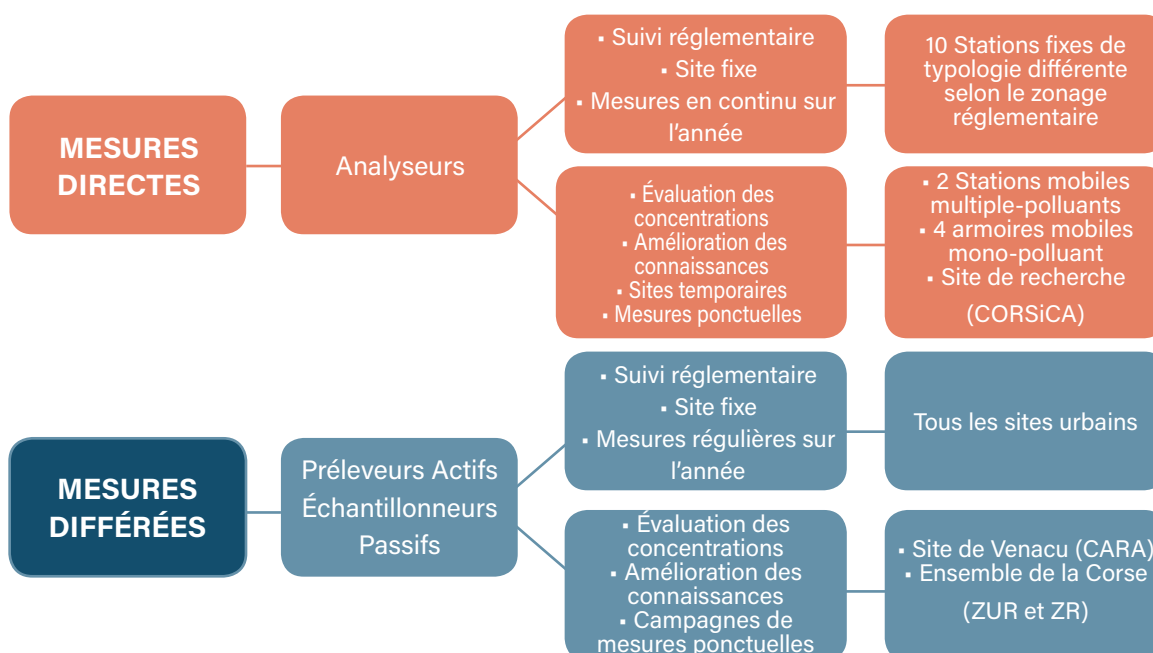 MESURES
DIRECTES
Analyseurs
▪ Suivi réglementaire
▪ Site fixe
▪ Mesures en continu sur
l'année
10 Stations fixes de
typologie différente
selon le zonage
réglementaire
▪ Évaluation des
concentrations
▪ Amélioration des
connaissances
▪ Sites temporaires
▪ Mesures ponctuelles
▪ 2 Stations mobiles
multiple-polluants
▪ 4 armoires mobiles
mono-polluant
▪ Site de recherche
(CORSiCA)
MESURES
DIFFÉRÉES
Préleveurs Actifs
Échantillonneurs
Passifs
▪ Suivi réglementaire
▪ Site fixe
▪ Mesures régulières sur
l'année
Tous les sites urbains
▪ Évaluation des
concentrations
▪ Amélioration des
connaissances
▪ Campagnes de
mesures ponctuelles
▪ Site de Venacu (CARA)
▪ Ensemble de la Corse
(ZUR et ZR)